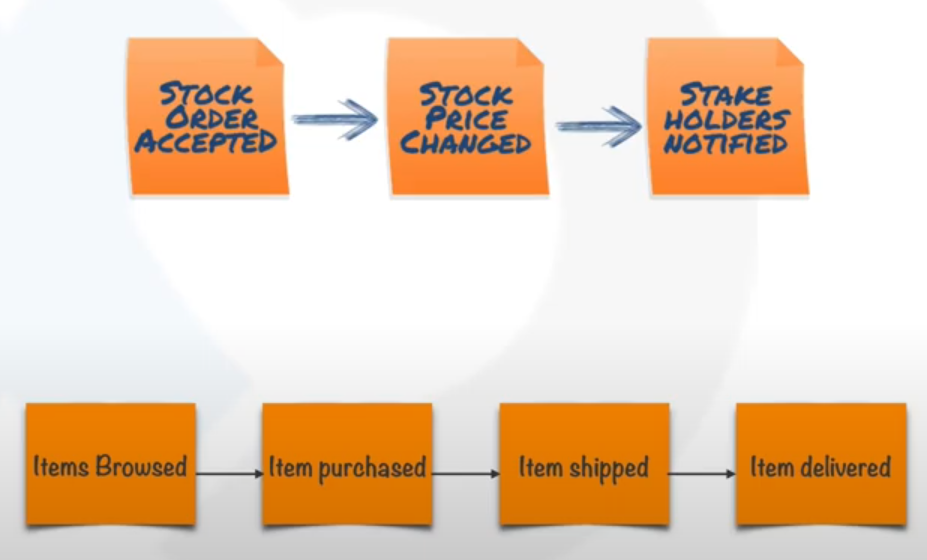 STOCK
ORDER
ACCEPTED
STOCK
PRICE
CHANGED
STAKE
HOLDERS
NOTIFIED
Items Browsed
Item purchased
Item shipped
Item delivered